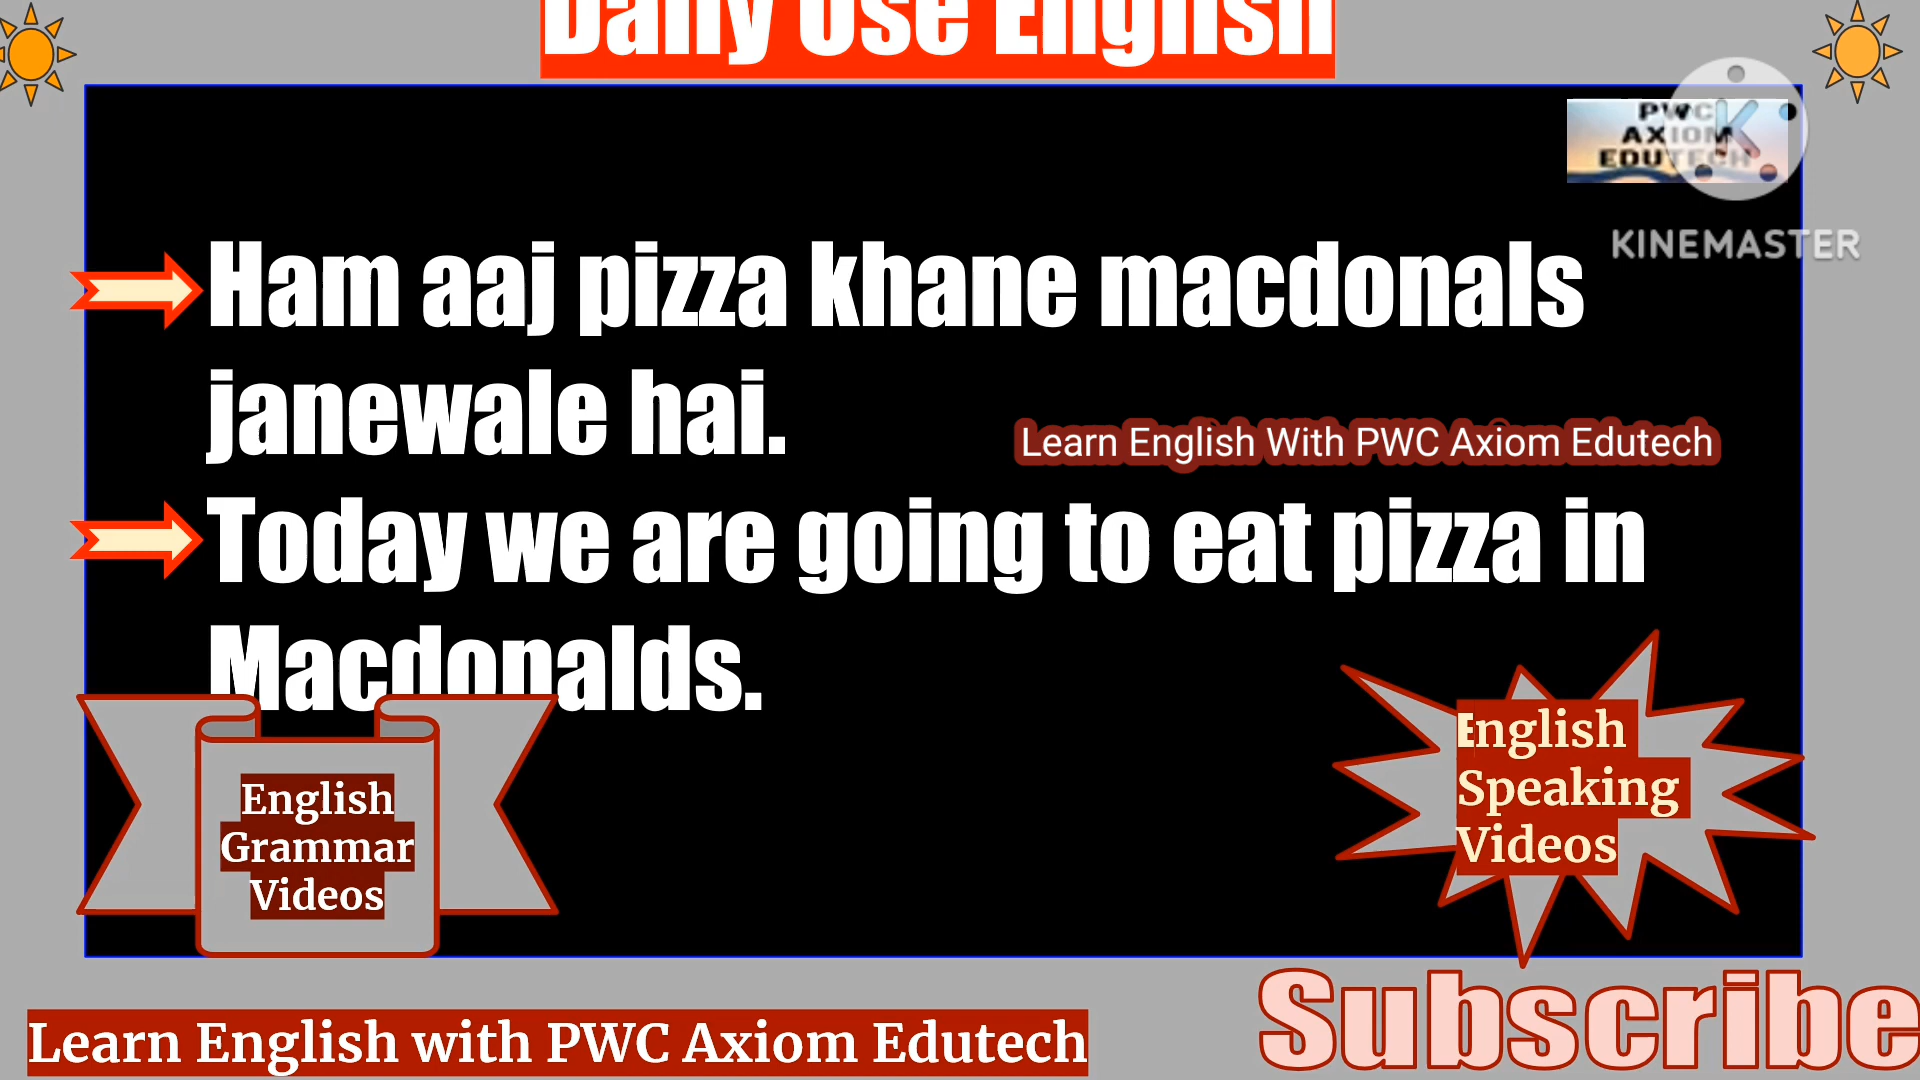 Daily Use English
PWC
AXIOM
EDUTECH
K
KINEMASTER
Ham aaj pizza khane macdonals
janewale hai.
Learn English With PWC Axiom Edutech
Today we are going to eat pizza in
Macdonalds.
English
Grammar
Videos
English
Speaking
Videos
Learn English with PWC Axiom Edutech
Subscribe